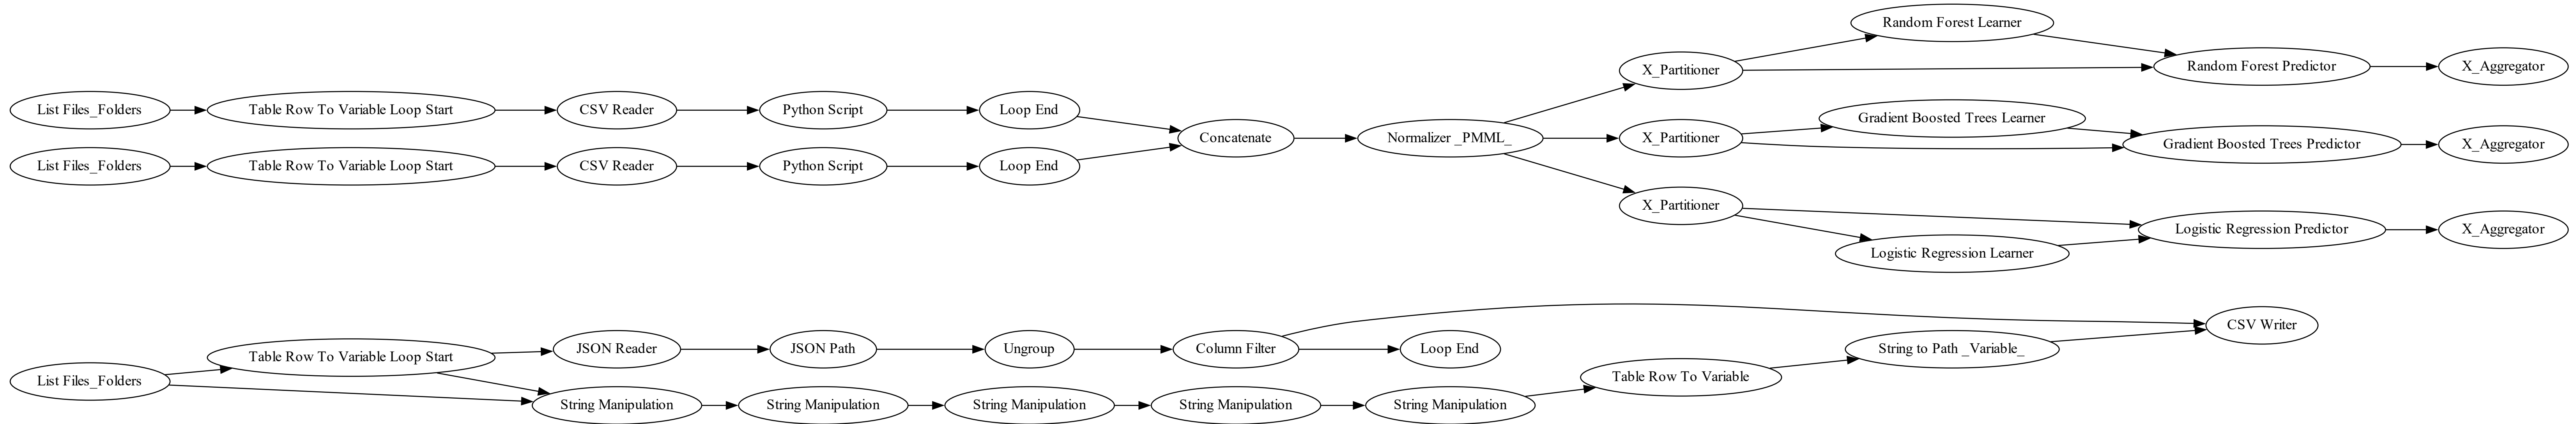 Random Forest Learner
X_Partitioner
Random Forest Predictor
X_Aggregator
List Files_Folders
Table Row To Variable Loop Start
CSV Reader
Python Script
Loop End
Gradient Boosted Trees Learner
Concatenate
Normalizer _PMML_
X_Partitioner
Gradient Boosted Trees Predictor
X_Aggregator
List Files_Folders
Table Row To Variable Loop Start
CSV Reader
Python Script
Loop End
X_Partitioner
Logistic Regression Predictor
X_Aggregator
Logistic Regression Learner
CSV Writer
Table Row To Variable Loop Start
JSON Reader
JSON Path
Ungroup
Column Filter
Loop End
String to Path _Variable_
List Files_Folders
Table Row To Variable
String Manipulation
String Manipulation
String Manipulation
String Manipulation
String Manipulation